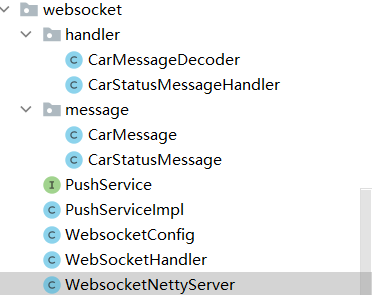 websocket
handler
C CarMessageDecoder
C CarStatusMessageHandler
message
C CarMessage
C CarStatusMessage
I PushService
C PushServiceImpl
C WebsocketConfig
C WebSocketHandler
C WebsocketNettyServer